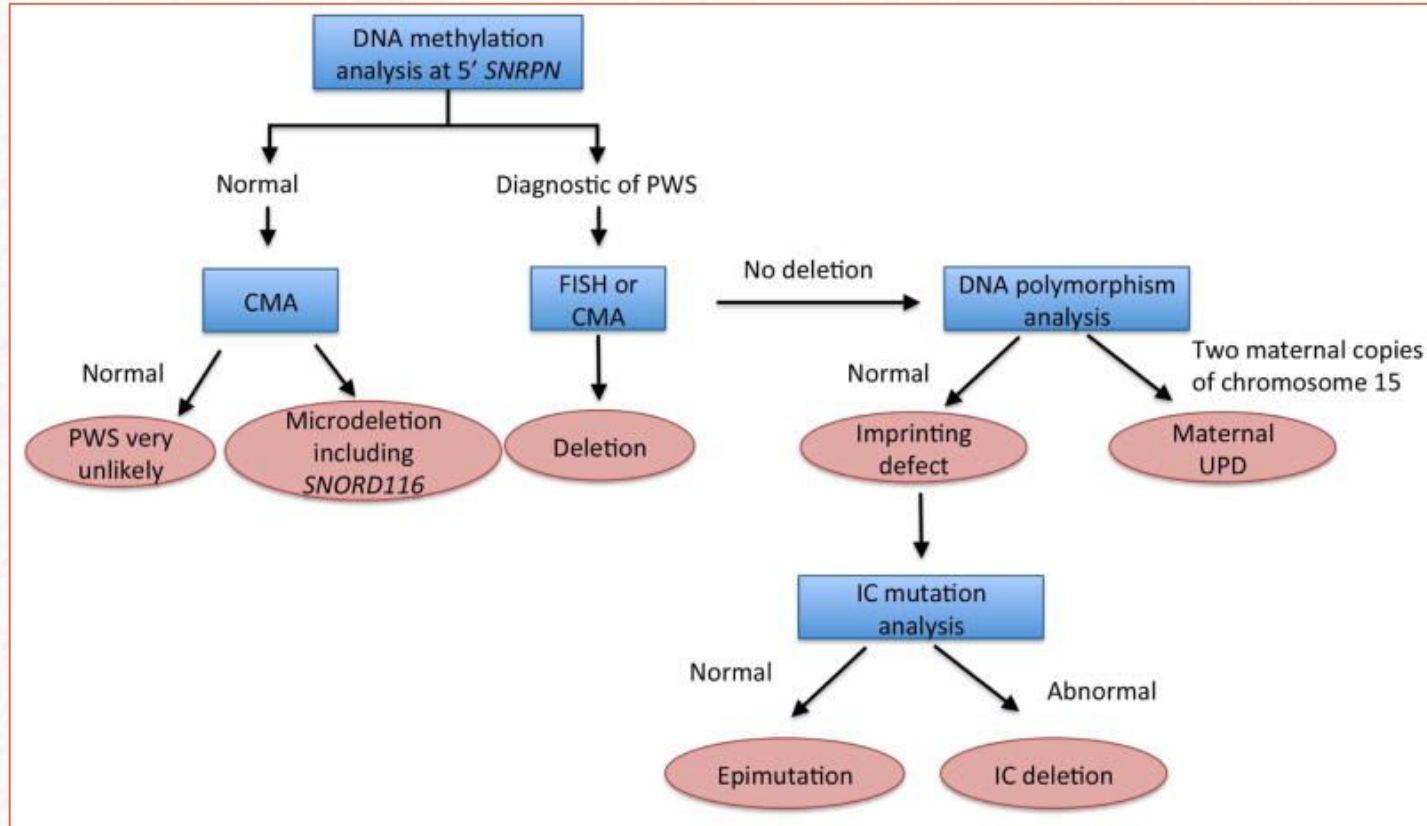 DNA methylation
analysis at 5′ SNRPN
Normal
Diagnostic of PWS
CMA
FISH or
CMA
No deletion
DNA polymorphism
analysis
Normal
Two maternal copies
of chromosome 15
Normal
PWS very
unlikely
Microdeletion
including
SNORD116
Deletion
Imprinting
defect
Maternal
UPD
IC mutation
analysis
Normal
Abnormal
Epimutation
IC deletion